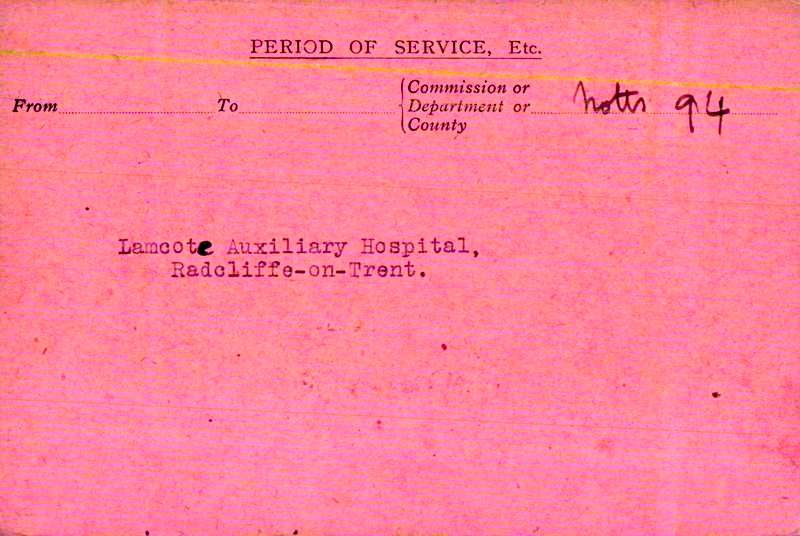 PERIOD OF SERVICE, Etc.
Commission or
From To Department or Notts 94
County
Lamcote Auxiliary Hospital,
Radcliffe-on-Trent.